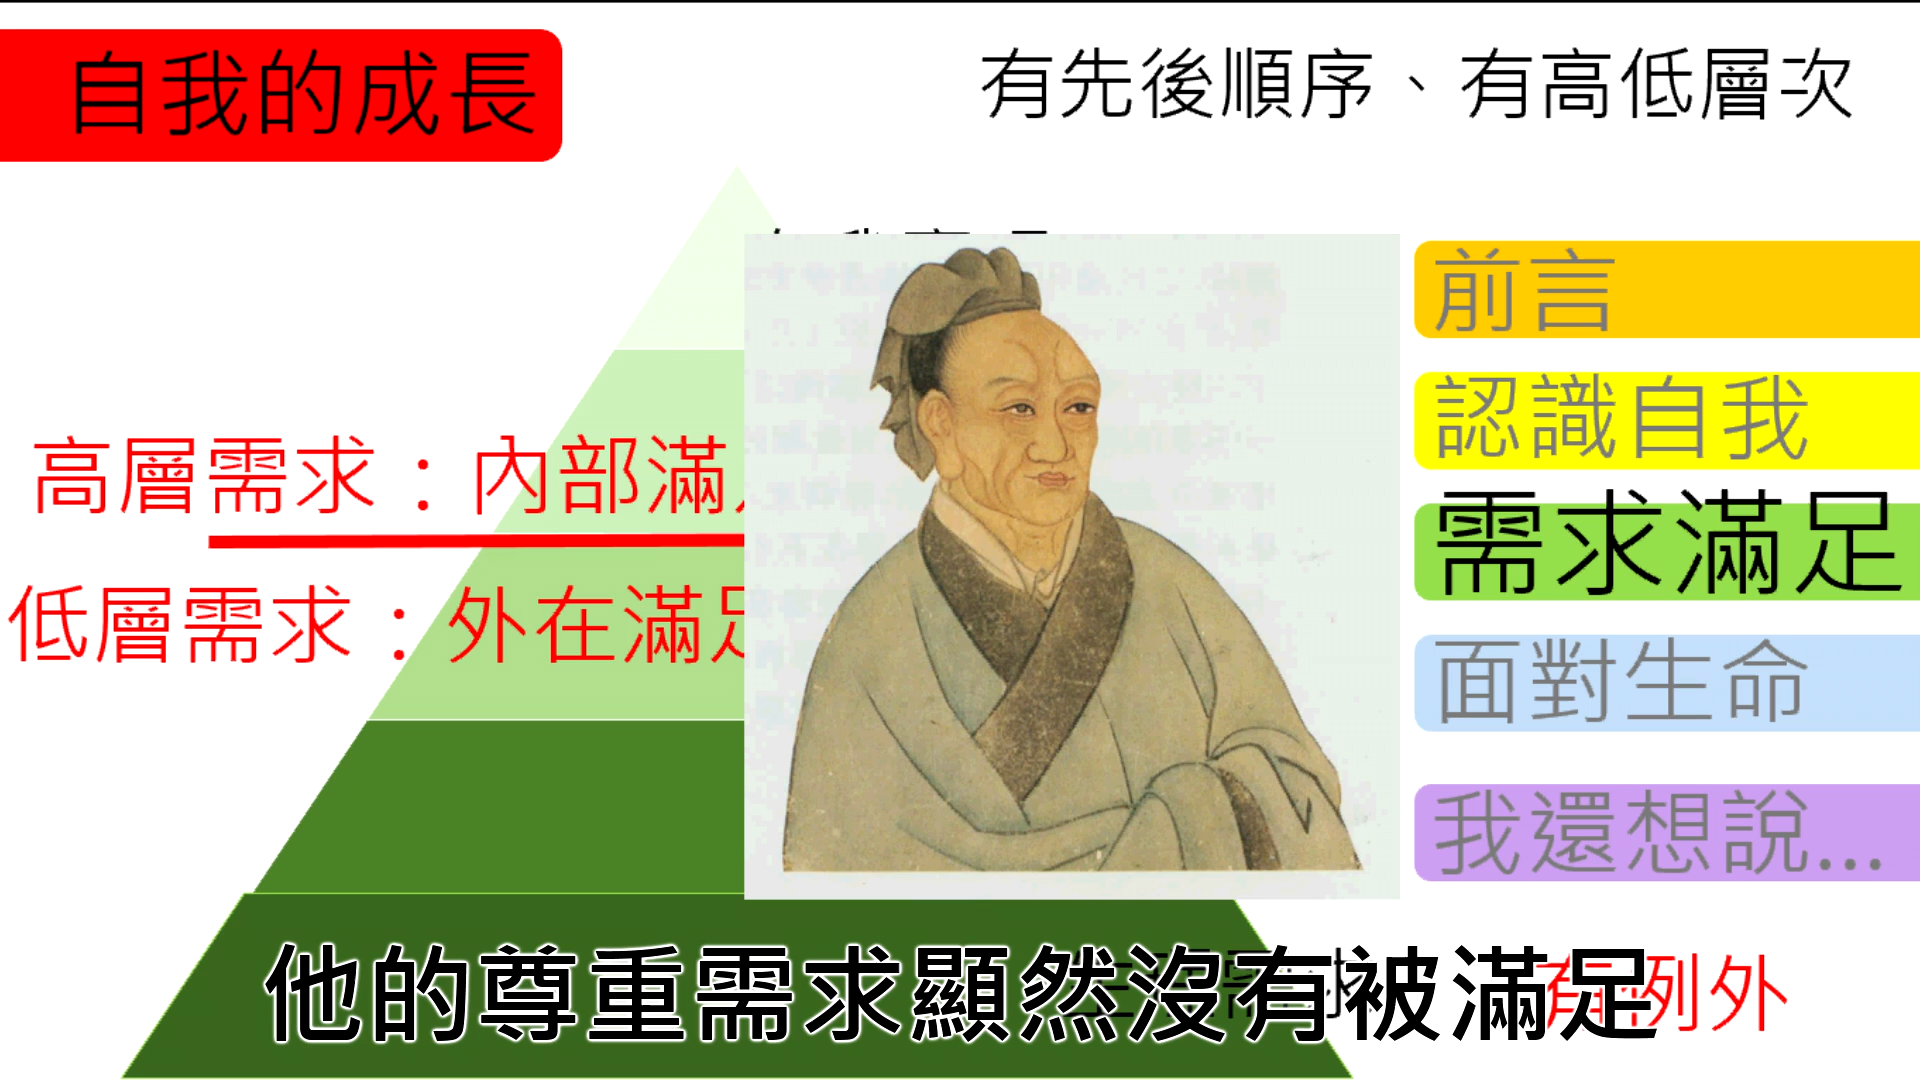 自我的成長
有先後順序、有高低層次
前言
認識自我
高層需求：內部滿
需求滿足
低層需求：外在滿足
面對生命
我還想說...
他的尊重需求顯然沒有被滿足
有例外